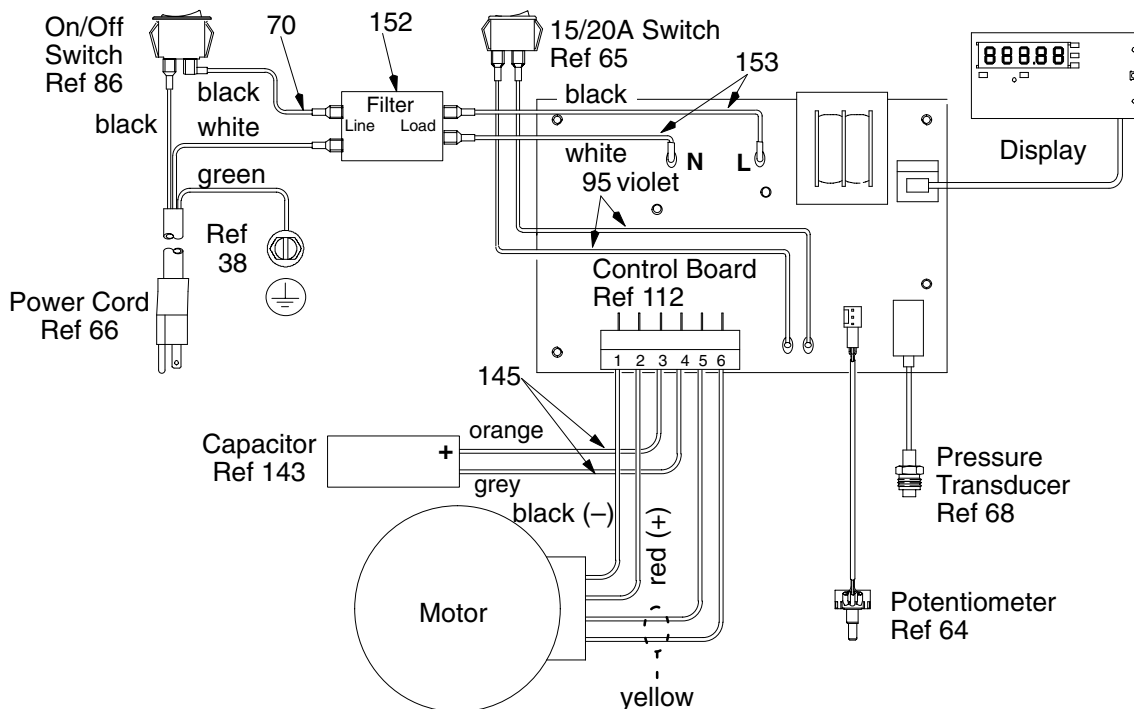 On/Off
Switch
Ref 86
70
152
15/20A Switch
Ref 65
153
88888
black
black
Filter
Line
Load
black
white
white
N
L
Display
green
95 violet
Ref
38
Control Board
Ref 112
Power Cord
Ref 66
1 2 3 4 5 6
145
orange
Capacitor
Ref 143
+
grey
black (–)
red (+)
Pressure
Transducer
Ref 68
Motor
Potentiometer
Ref 64
yellow